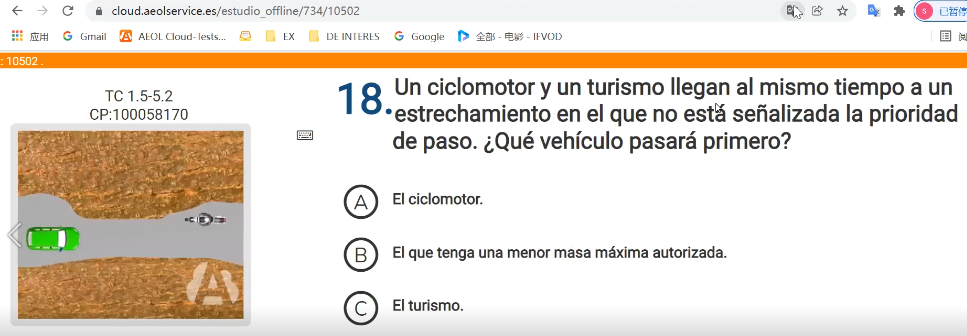 cloud.aeolservice.es/estudio_offline/734/10502
已暂停
应用 Gmail AEOL Cloud-Tests... EX DE INTERES Google 全部 - 电影 - IFVOD
: 10502 .
TC 1.5-5.2
CP:100058170
18. Un ciclomotor y un turismo llegan al mismo tiempo a un
estrechamiento en el que no está señalizada la prioridad
de paso. ¿Qué vehículo pasará primero?
A El ciclomotor.
B El que tenga una menor masa máxima autorizada.
C El turismo.